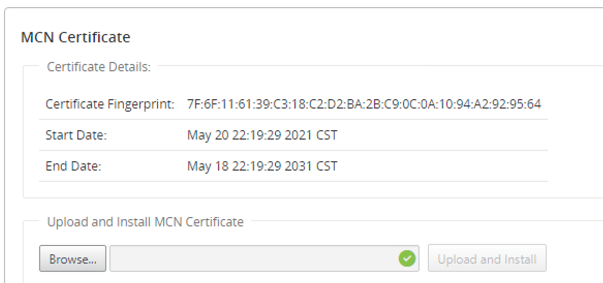 MCN Certificate
Certificate Details:
Certificate Fingerprint: 7F:6F:11:61:39:C3:18:C2:D2:BA:2B:C9:0C:0A:10:94:A2:92:95:64
Start Date: May 20 22:19:29 2021 CST
End Date: May 18 22:19:29 2031 CST
Upload and Install MCN Certificate
Browse... Upload and Install